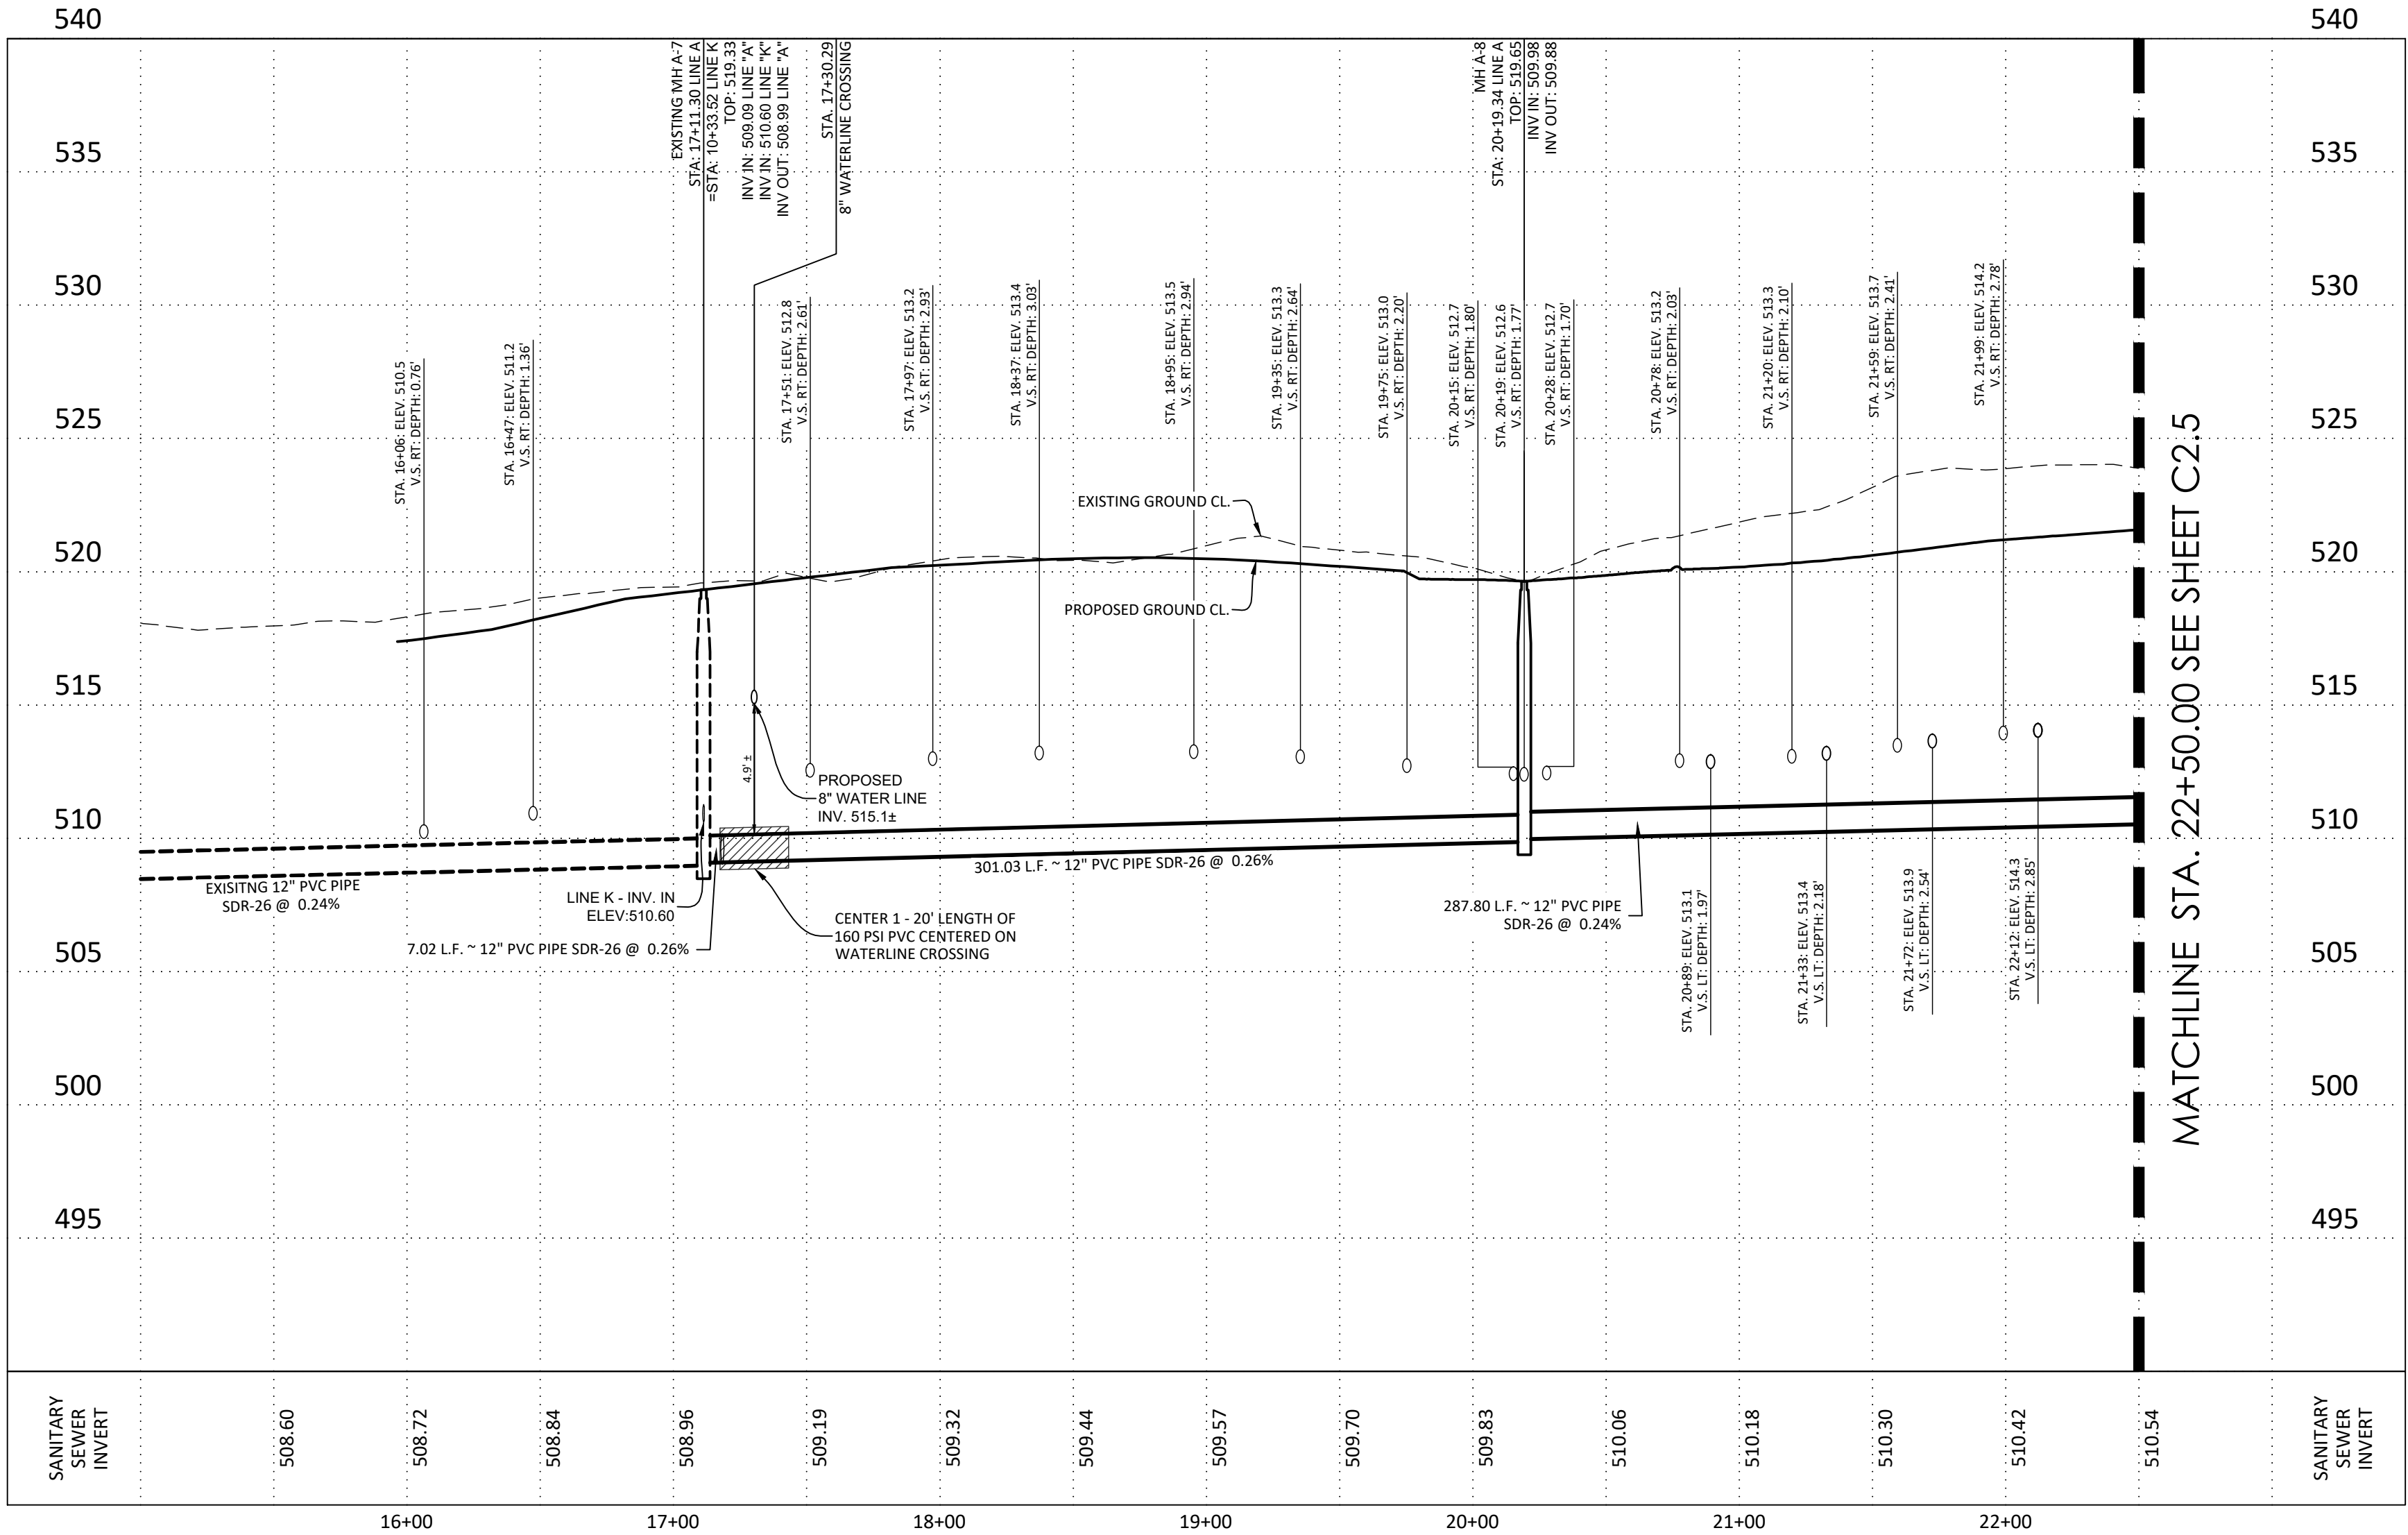 540
540
535
535
530
530
525
525
520
520
515
515
510
510
505
505
500
500
495
495
EXISTING MH A-7
STA: 17+11.30 LINE A
=STA: 10+33.52 LINE K
TOP: 519.33
INV IN: 509.09 LINE "A"
INV IN: 510.60 LINE "K"
INV OUT: 508.99 LINE "A"
STA. 17+30.29
8" WATERLINE CROSSING
MH A-8
STA: 20+19.34 LINE A
TOP: 519.65
INV IN: 509.98
INV OUT: 509.88
STA. 16+06: ELEV. 510.5
V.S. RT: DEPTH: 0.76'
STA. 16+47: ELEV. 511.2
V.S. RT: DEPTH: 1.36'
STA. 17+51: ELEV. 512.8
V.S. RT: DEPTH: 2.61'
STA. 17+97: ELEV. 513.2
V.S. RT: DEPTH: 2.93'
STA. 18+37: ELEV. 513.4
V.S. RT: DEPTH: 3.03'
STA. 18+95: ELEV. 513.5
V.S. RT: DEPTH: 2.94'
STA. 19+35: ELEV. 513.3
V.S. RT: DEPTH: 2.64'
STA. 19+75: ELEV. 513.0
V.S. RT: DEPTH: 2.20'
STA. 20+15: ELEV. 512.7
V.S. RT: DEPTH: 1.80'
STA. 20+19: ELEV. 512.6
V.S. RT: DEPTH: 1.77'
STA. 20+28: ELEV. 512.7
V.S. RT: DEPTH: 1.70'
STA. 20+78: ELEV. 513.2
V.S. RT: DEPTH: 2.03'
STA. 21+20: ELEV. 513.3
V.S. RT: DEPTH: 2.10'
STA. 21+59: ELEV. 513.7
V.S. RT: DEPTH: 2.41'
STA. 21+99: ELEV. 514.2
V.S. RT: DEPTH: 2.78'
EXISTING GROUND CL.
PROPOSED GROUND CL.
4.9' ±
PROPOSED
8" WATER LINE
INV. 515.1±
EXISITNG 12" PVC PIPE
SDR-26 @ 0.24%
LINE K - INV. IN
ELEV:510.60
7.02 L.F. ~ 12" PVC PIPE SDR-26 @ 0.26%
301.03 L.F. ~ 12" PVC PIPE SDR-26 @ 0.26%
CENTER 1 - 20' LENGTH OF
160 PSI PVC CENTERED ON
WATERLINE CROSSING
287.80 L.F. ~ 12" PVC PIPE
SDR-26 @ 0.24%
STA. 20+89: ELEV. 513.1
V.S. LT: DEPTH: 1.97'
STA. 21+33: ELEV. 513.4
V.S. LT: DEPTH: 2.18'
STA. 21+72: ELEV. 513.9
V.S. LT: DEPTH: 2.54'
STA. 22+12: ELEV. 514.3
V.S. LT: DEPTH: 2.85'
MATCHLINE STA. 22+50.00 SEE SHEET C2.5
SANITARY
SEWER
INVERT
508.60
508.72
508.84
508.96
509.19
509.32
509.44
509.57
509.70
509.83
510.06
510.18
510.30
510.42
510.54
SANITARY
SEWER
INVERT
16+00
17+00
18+00
19+00
20+00
21+00
22+00